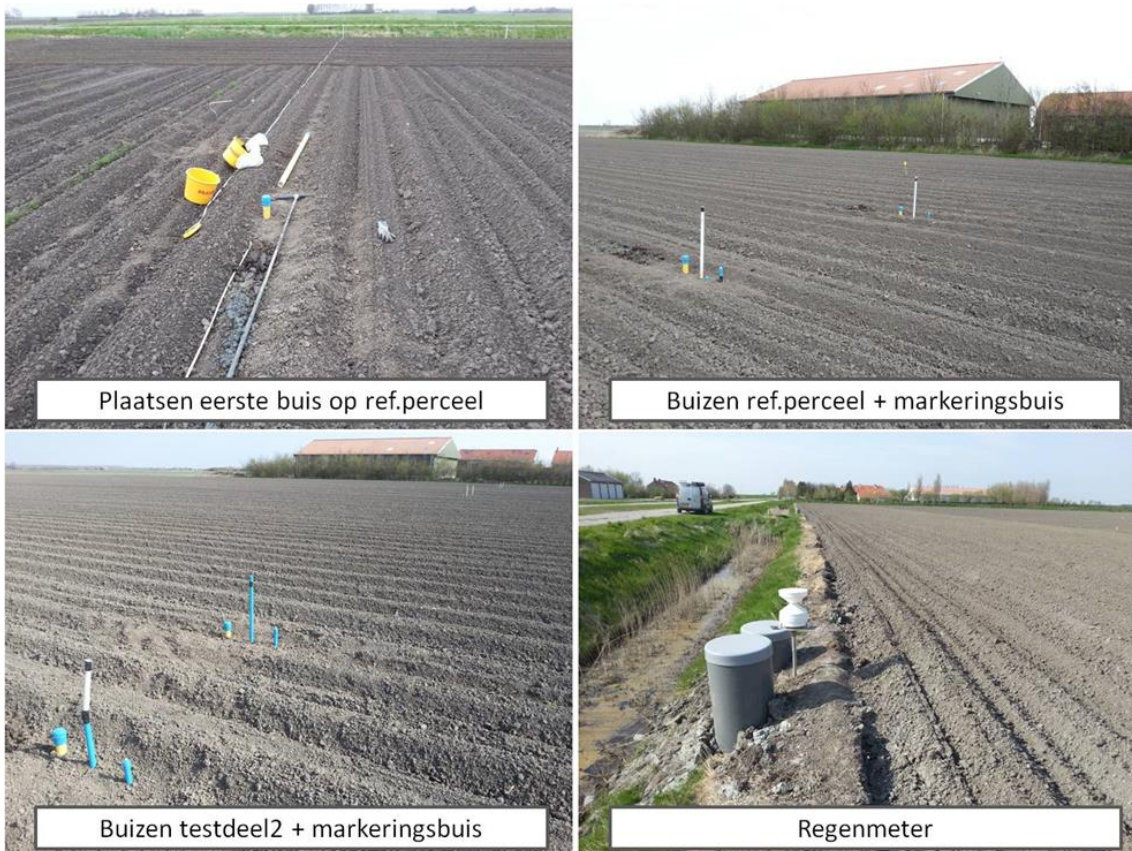 Plaatsen eerste buis op ref.perceel
Buizen ref.perceel + markeringsbuis
Buizen testdeel2 + markeringsbuis
Regenmeter